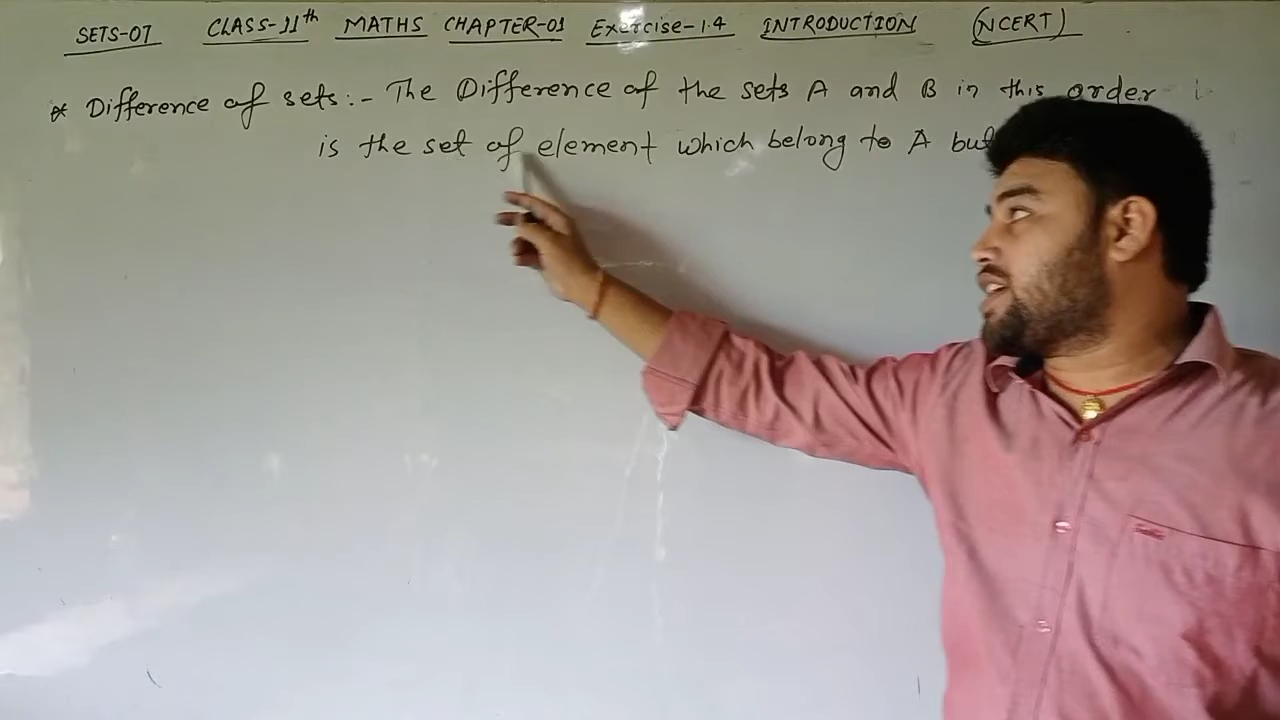 SETS-07 CLASS-11th MATHS CHAPTER-01 Exercise-1.4 INTRODUCTION (NCERT)
* Difference of sets:- The Difference of the sets A and B in this order
is the set of element which belong to A but